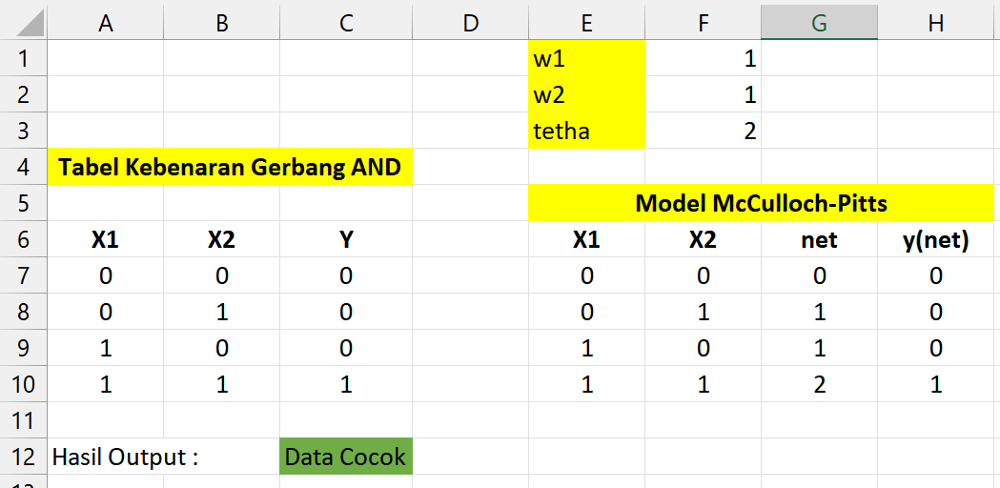 A B C D E F G H
1 w1 1
2 w2 1
3 tetha 2
4 Tabel Kebenaran Gerbang AND
5 Model McCulloch-Pitts
6 X1 X2 Y X1 X2 net y(net)
7 0 0 0 0 0 0 0
8 0 1 0 0 1 1 0
9 1 0 0 1 0 1 0
10 1 1 1 1 1 2 1
11
12 Hasil Output : Data Cocok